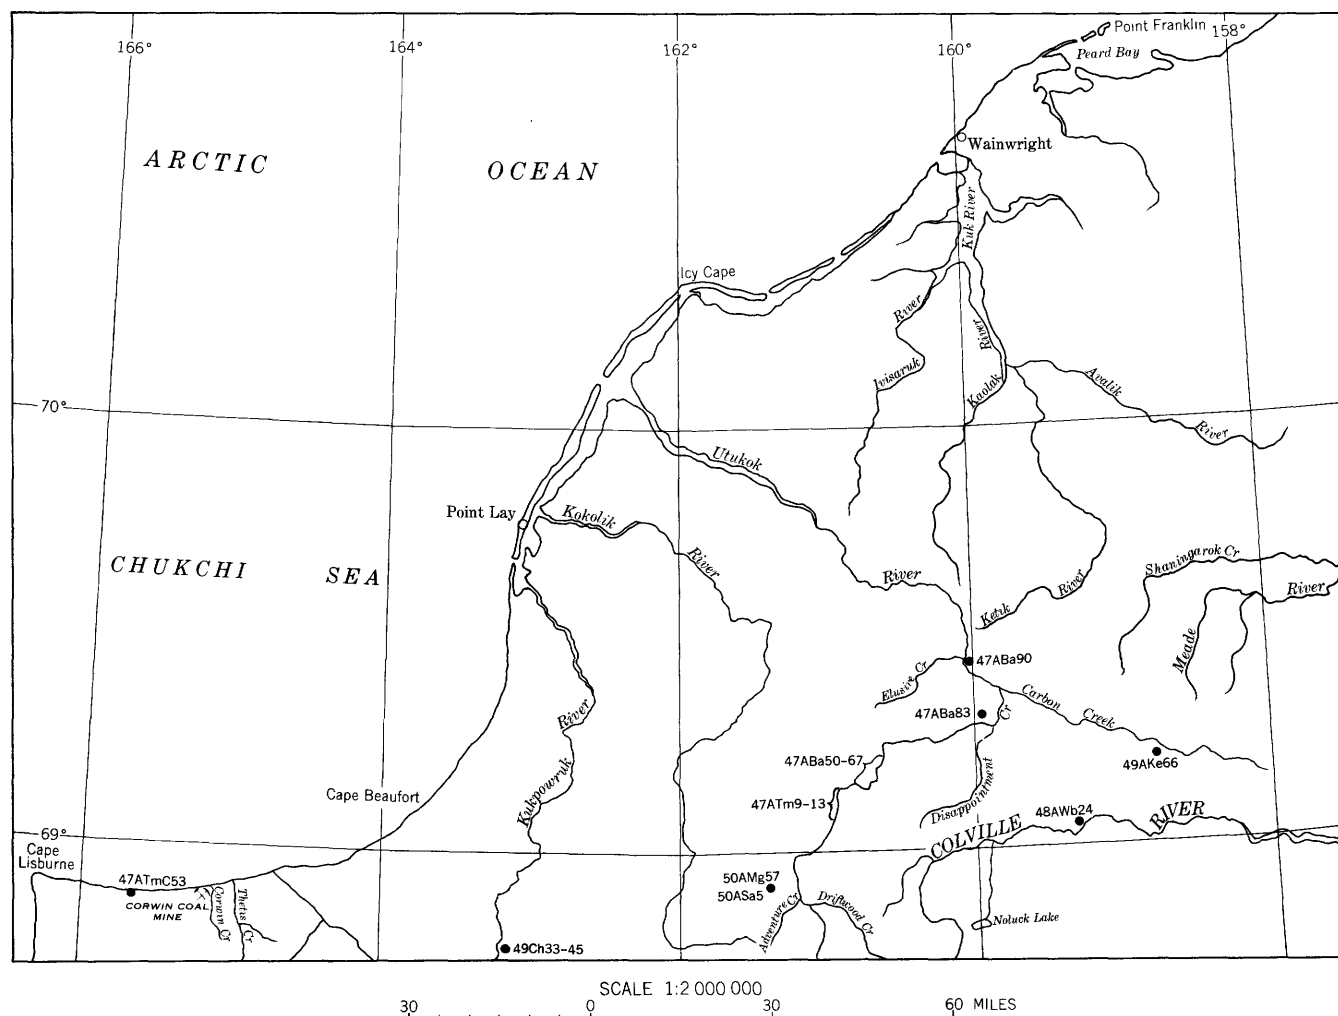 Point Franklin
166°
164°
162°
160°
158°
Peard Bay
ARCTIC
OCEAN
Wainwright
Kuk River
Icy Cape
River
Ivisaruk
River
Kaolak
Avalik
River
70°
Utukok
River
Point Lay
Kokolik
River
CHUKCHI
SEA
Shaningarok Cr
River
Meade
Ketik
River
47ABa90
Elusive Cr
Carbon
Creek
47ABa83
Cr
Disappointment
47ABa50-67
49AKe66
River
Kukpowruk
47ATm9-13
Cape Beaufort
48AWb24
COLVILLE
RIVER
69°
Cape
Lisburne
47ATmC53
CORWIN COAL
MINE
Corwin Cr
Thetis Cr
50AMg57
50ASa5
Adventure Cr
Driftwood Cr
Noluck Lake
49Ch33-45
SCALE 1:2 000 000
30
0
30
60 MILES